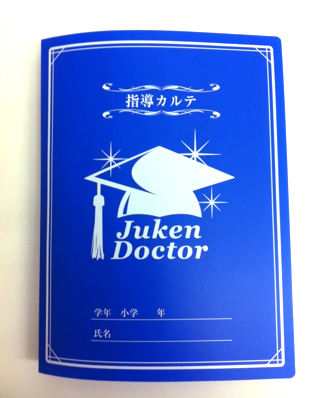 指導カルテ
Juken
Doctor
学年 小学 年
氏名